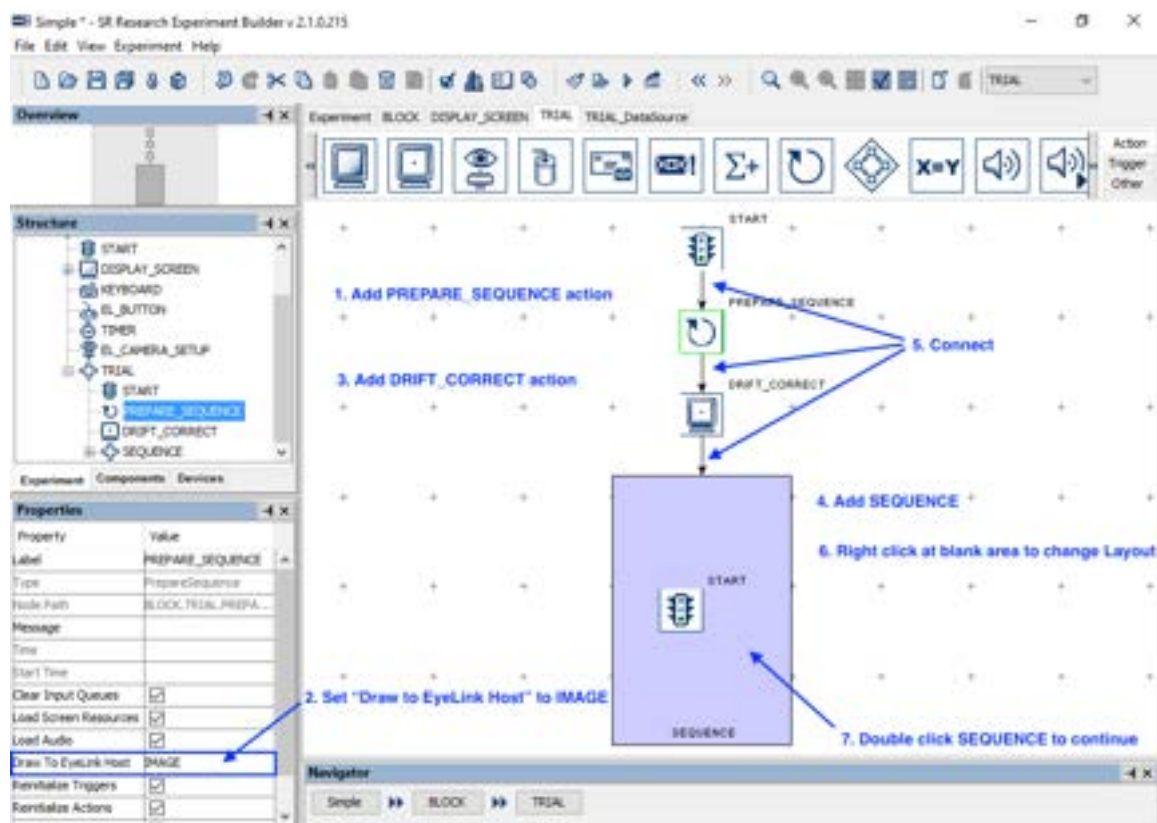 Simple * - SR Research Experiment Builder v 2.1.0.215
File Edit View Experiment Help
TRIAL
Overview
Experiment BLOCK DISPLAY_SCREEN TRIAL TRIAL_DataSource
Action
Trigger
Other
X=Y
Σ+
Structure
START
DISPLAY_SCREEN
KEYBOARD
EL_BUTTON
TIMER
EL_CAMERA_SETUP
TRIAL
START
PREPARE_SEQUENCE
DRIFT_CORRECT
SEQUENCE
Experiment Components Devices
Properties
Property Value
Label PREPARE_SEQUENCE
Type PrepareSequence
Node Path BLOCK.TRIAL.PREPA...
Message
Time
Start Time
Clear Input Queues
Load Screen Resources
Load Audio
Draw To EyeLink Host IMAGE
Reinitialize Triggers
Reinitialize Actions
START
1. Add PREPARE_SEQUENCE action
PREPARE_SEQUENCE
5. Connect
3. Add DRIFT_CORRECT action
DRIFT_CORRECT
4. Add SEQUENCE
6. Right click at blank area to change Layout
START
2. Set "Draw to EyeLink Host" to IMAGE
SEQUENCE
7. Double click SEQUENCE to continue
Navigator
Simple BLOCK TRIAL